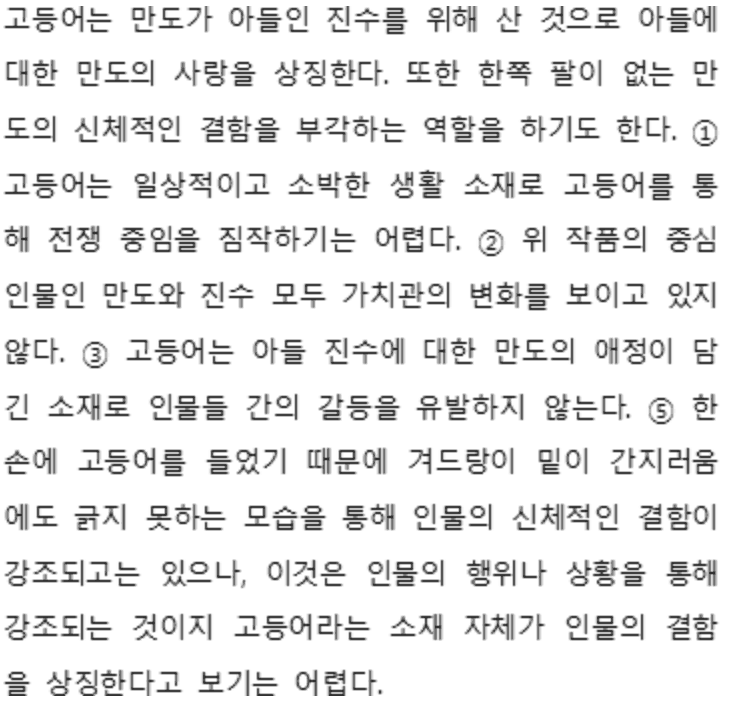 고등어는 만도가 아들인 진수를 위해 산 것으로 아들에
대한 만도의 사랑을 상징한다. 또한 한쪽 팔이 없는 만
도의 신체적인 결함을 부각하는 역할을 하기도 한다. ①
고등어는 일상적이고 소박한 생활 소재로 고등어를 통
해 전쟁 중임을 짐작하기는 어렵다. ② 위 작품의 중심
인물인 만도와 진수 모두 가치관의 변화를 보이고 있지
않다. ③ 고등어는 아들 진수에 대한 만도의 애정이 담
긴 소재로 인물들 간의 갈등을 유발하지 않는다. ⑤ 한
손에 고등어를 들었기 때문에 겨드랑이 밑이 간지러움
에도 긁지 못하는 모습을 통해 인물의 신체적인 결함이
강조되고는 있으나, 이것은 인물의 행위나 상황을 통해
강조되는 것이지 고등어라는 소재 자체가 인물의 결함
을 상징한다고 보기는 어렵다.